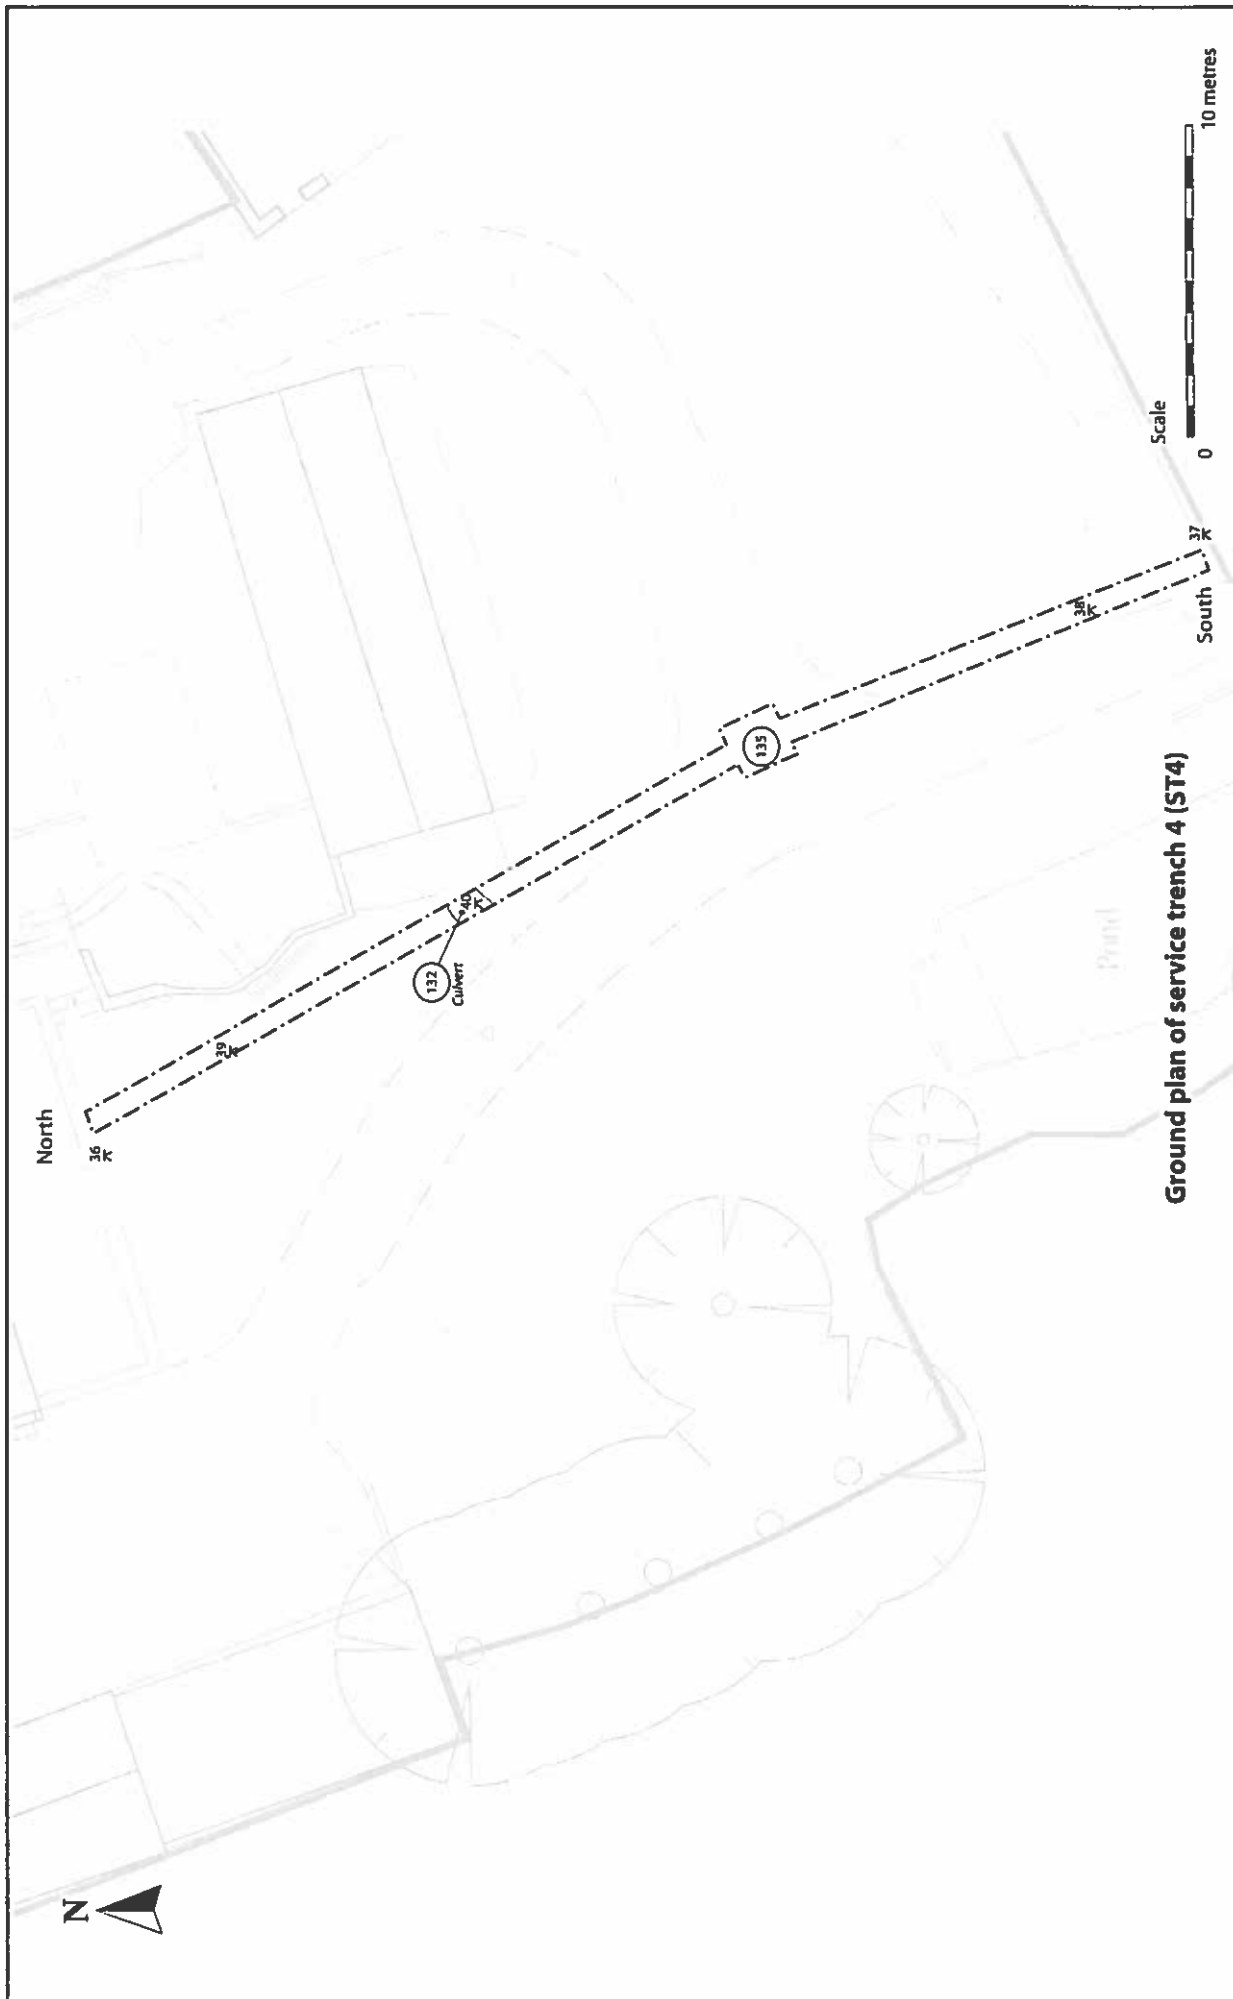 N
North
36
39
132
Culvert
40
135
38
37
South
Pond
Scale
0
10 metres
Ground plan of service trench 4 (ST4)